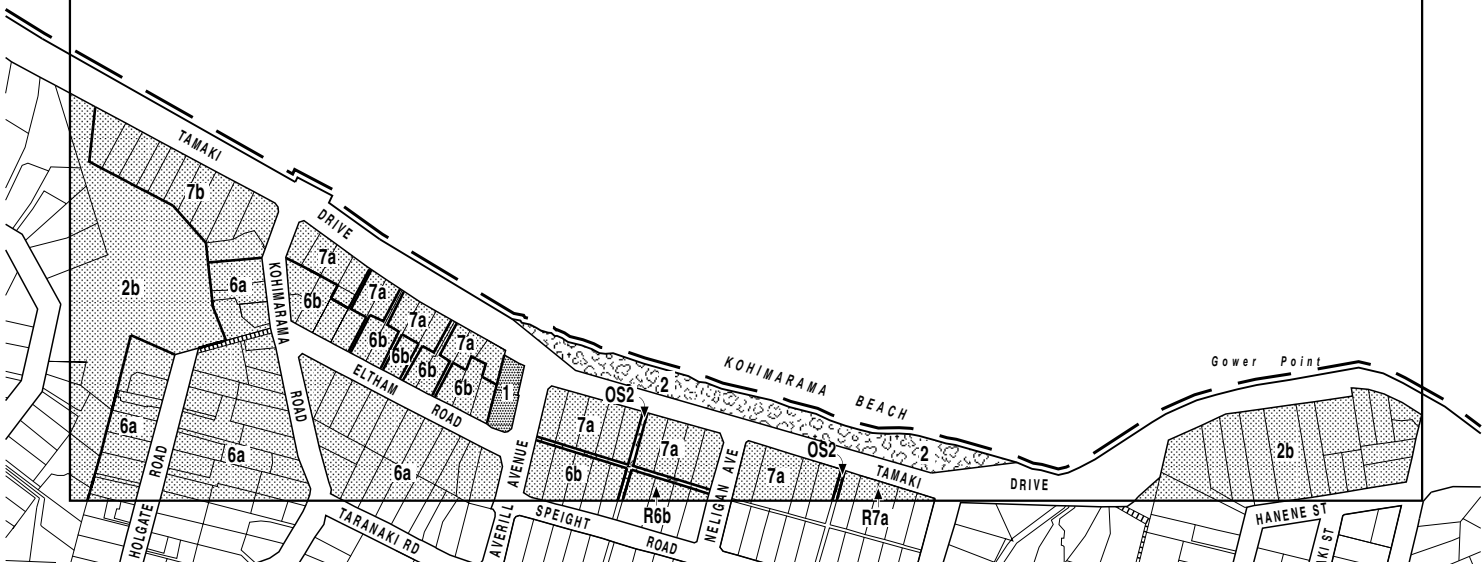 TAMAKI
7b
DRIVE
7a
2b
6a
KOHIMARAMA
6b
7a
7a
6b
6b
7a
6b
6b
1
ELTHAM
ROAD
ROAD
KOHIMARAMA
BEACH
2
OS2
Gower Point
6a
ROAD
6a
6a
AVENUE
7a
7a
6b
AVE
7a
OS2
2
TAMAKI
DRIVE
2b
HOLGATE
TARANAKI RD
AVERILL
SPEIGHT
ROAD
R6b
NELIGAN
R7a
HANENE ST
KI ST